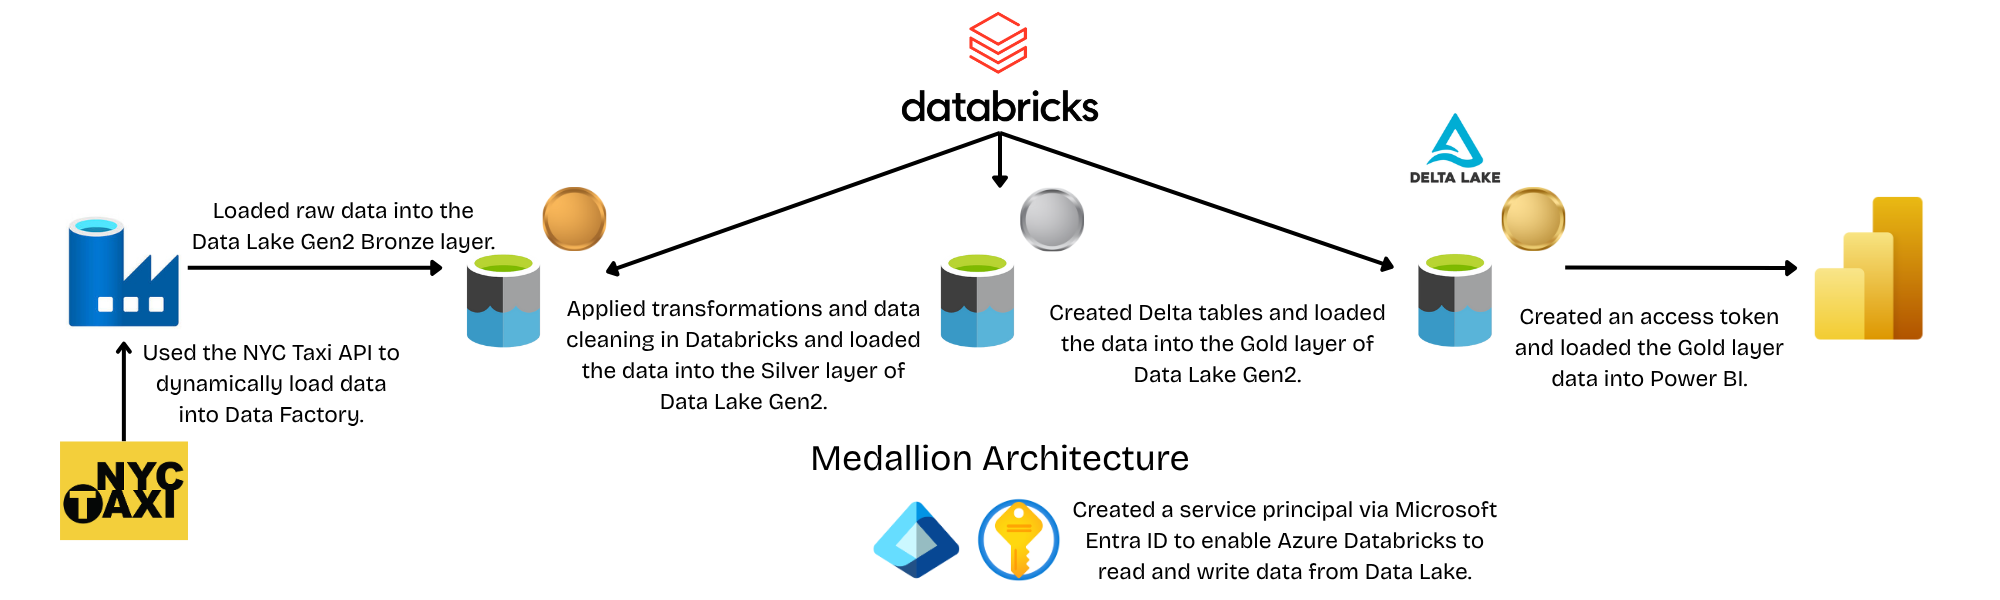 databricks
DELTA LAKE
Loaded raw data into the
Data Lake Gen2 Bronze layer.
Used the NYC Taxi API to
dynamically load data
into Data Factory.
NYC
TAXI
Applied transformations and data
cleaning in Databricks and loaded
the data into the Silver layer of
Data Lake Gen2.
Created Delta tables and loaded
the data into the Gold layer of
Data Lake Gen2.
Created an access token
and loaded the Gold layer
data into Power BI.
Medallion Architecture
Created a service principal via Microsoft
Entra ID to enable Azure Databricks to
read and write data from Data Lake.